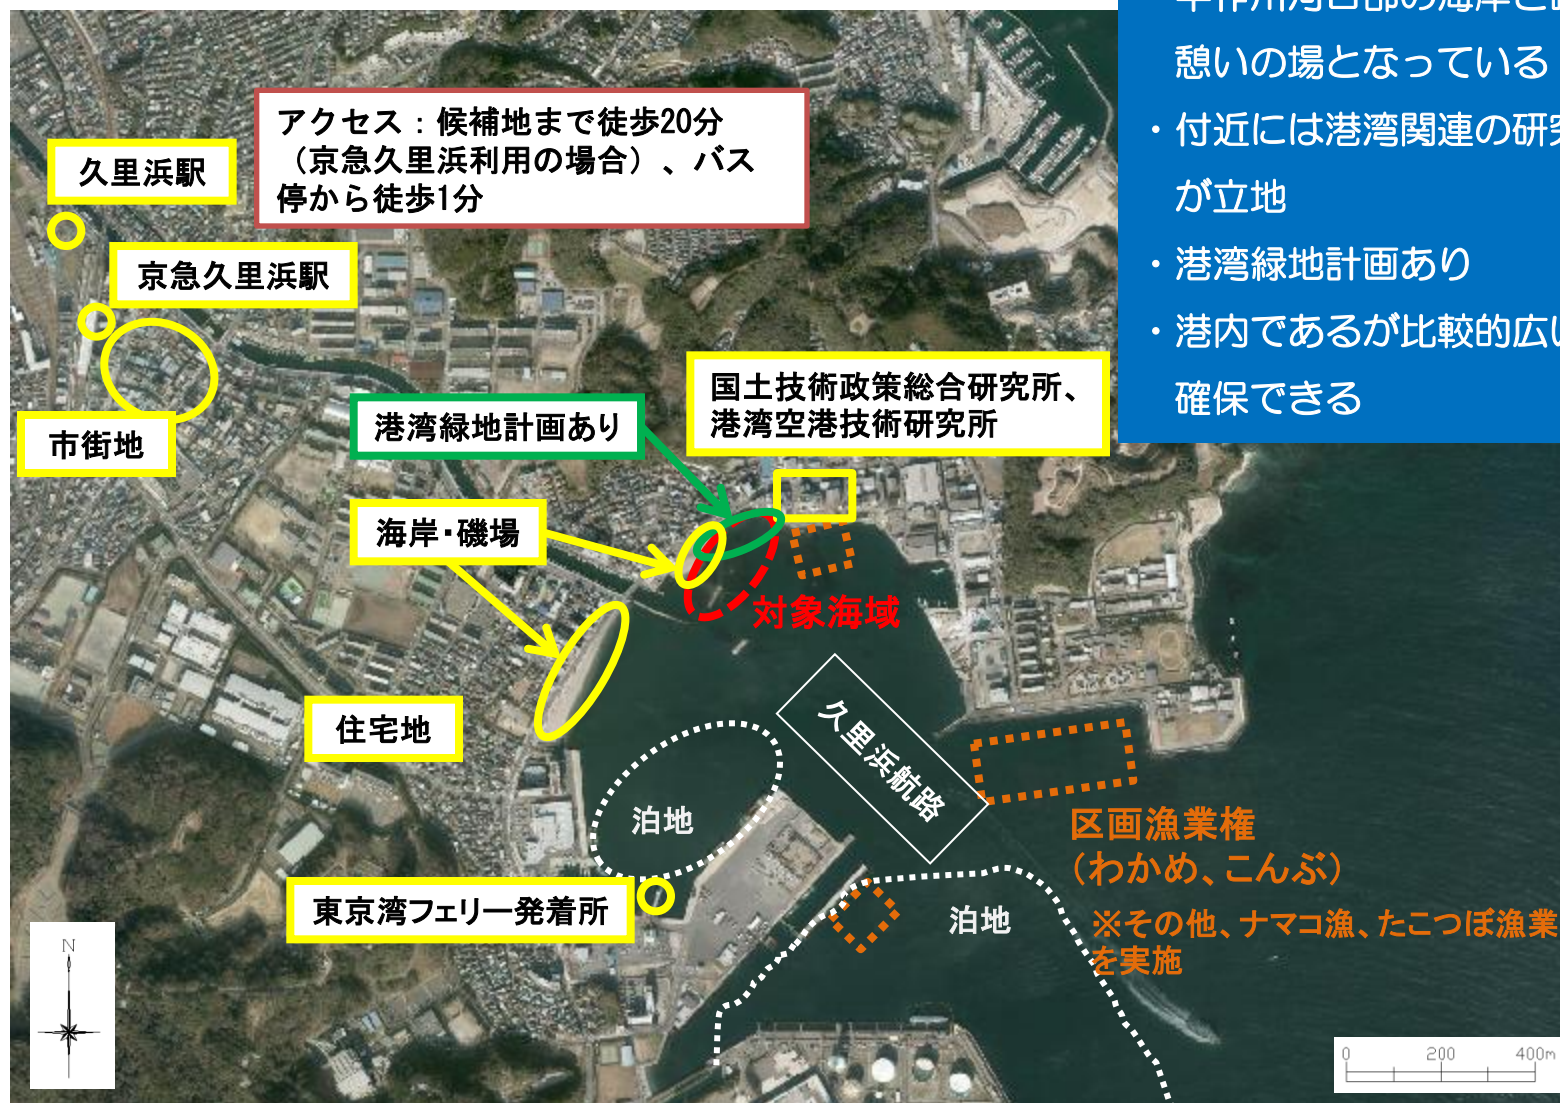 憩いの場となっている
・付近には港湾関連の研究
が立地
・港湾緑地計画あり
・港内であるが比較的広い
確保できる
アクセス：候補地まで徒歩20分
（京急久里浜利用の場合）、バス
停から徒歩1分
久里浜駅
京急久里浜駅
市街地
国土技術政策総合研究所、
港湾空港技術研究所
港湾緑地計画あり
海岸・磯場
対象海域
住宅地
久里浜航路
泊地
区画漁業権
（わかめ、こんぶ）
東京湾フェリー発着所
泊地
※その他、ナマコ漁、たこつぼ漁業
を実施
N
0 200 400m